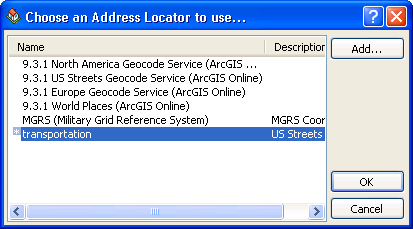 Choose an Address Locator to use...
Name Description
9.3.1 North America Geocode Service (ArcGIS ...
9.3.1 US Streets Geocode Service (ArcGIS Online)
9.3.1 Europe Geocode Service (ArcGIS Online)
9.3.1 World Places (ArcGIS Online)
MGRS (Military Grid Reference System) MGRS Coor
* transportation US Streets
Add...
OK
Cancel